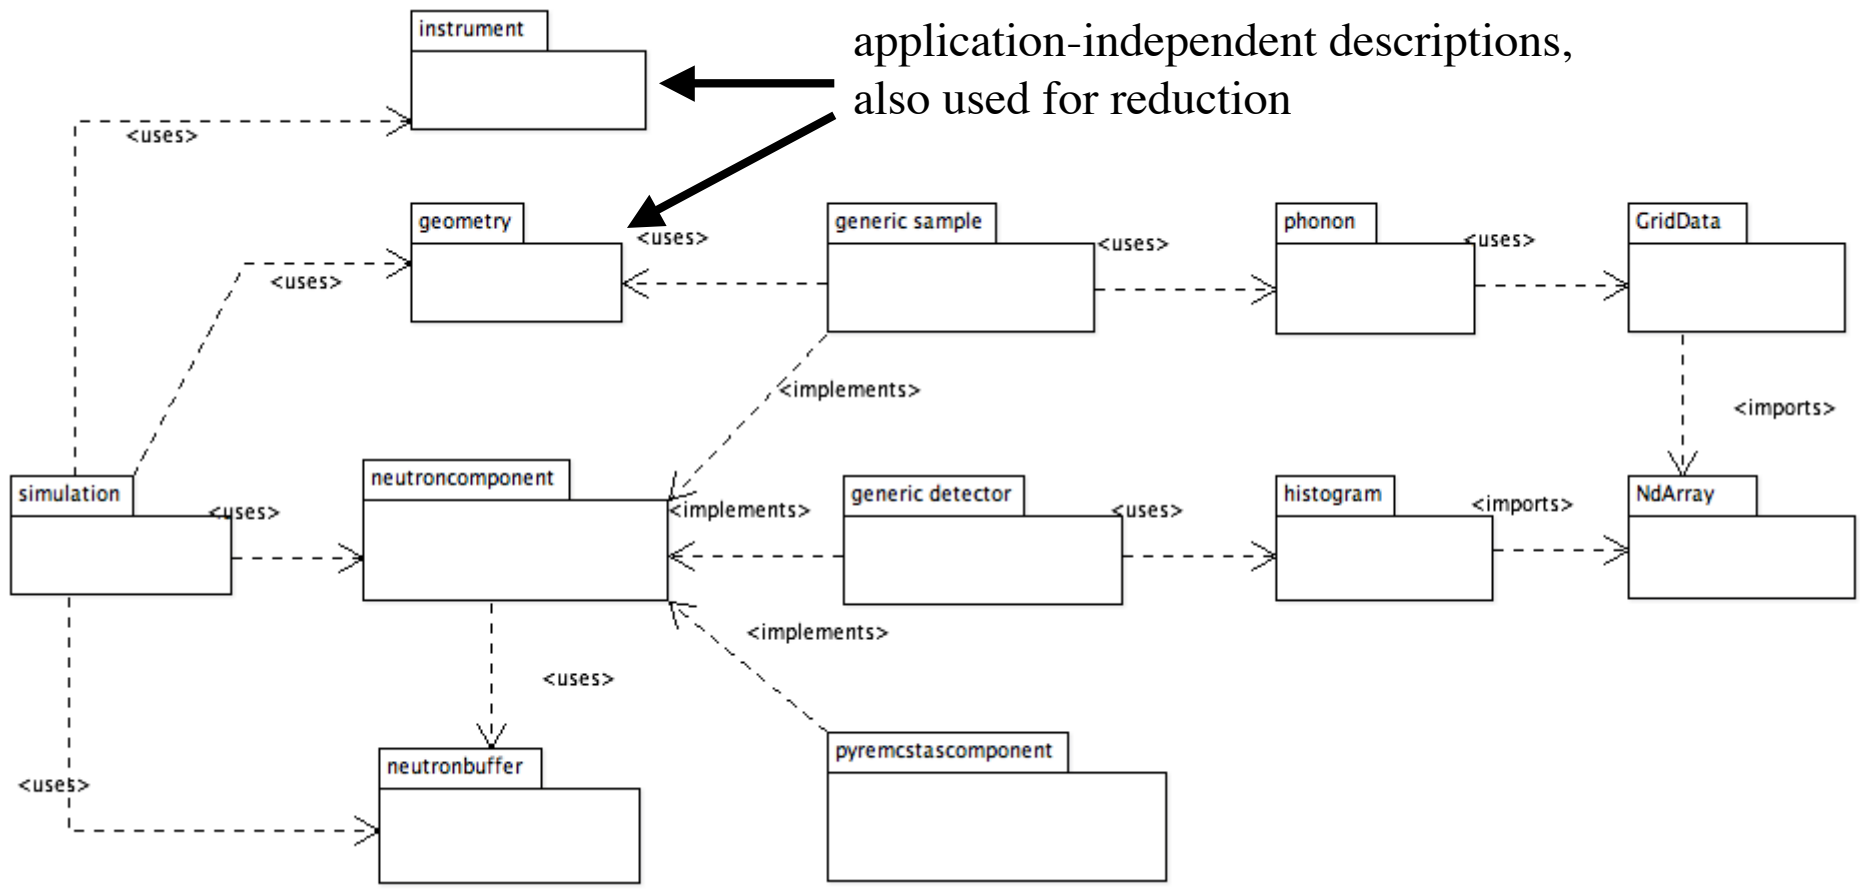 instrument
application-independent descriptions,
also used for reduction
<uses>
geometry
<uses>
generic sample
<uses>
phonon
<uses>
GridData
<uses>
<implements>
<imports>
simulation
<uses>
neutroncomponent
<implements>
generic detector
<uses>
histogram
<imports>
NdArray
<implements>
<uses>
pyremcstascomponent
neutronbuffer
<uses>